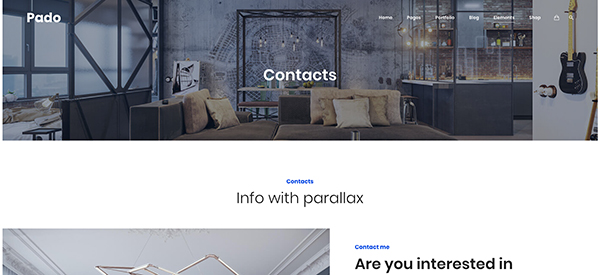 Pado
Home Pages Portfolio Blog Elements Shop
Contacts
Contacts
Info with parallax
Contact me
Are you interested in